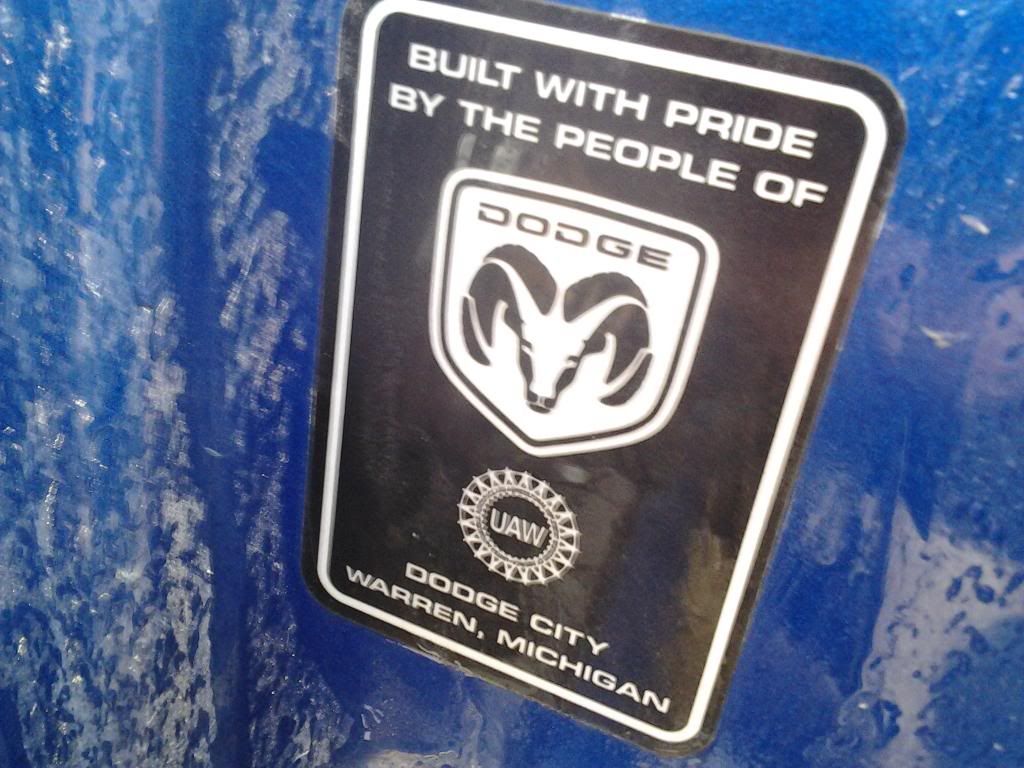 BUILT WITH PRIDE
BY THE PEOPLE OF
DODGE
UAW
DODGE CITY
WARREN, MICHIGAN